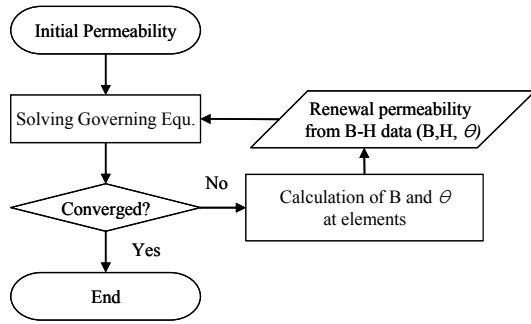 Initial Permeability
Solving Governing Equ.
Renewal permeability
from B-H data (B,H, θ)
Converged?
No
Calculation of B and θ
at elements
Yes
End